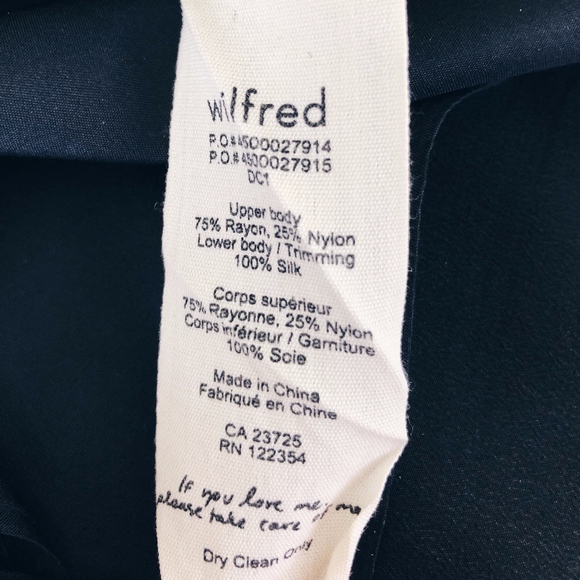 wilfred
P.O.#4500027914
P.O.#4500027915
DC1
Upper body
75% Rayon, 25% Nylon
Lower body / Trimming
100% Silk
Corps supérieur
75% Rayonne, 25% Nylon
Corps inférieur / Garniture
100% Soie
Made in China
Fabriqué en Chine
CA 23725
RN 122354
If you love me
please take care of
Dry Clean Only